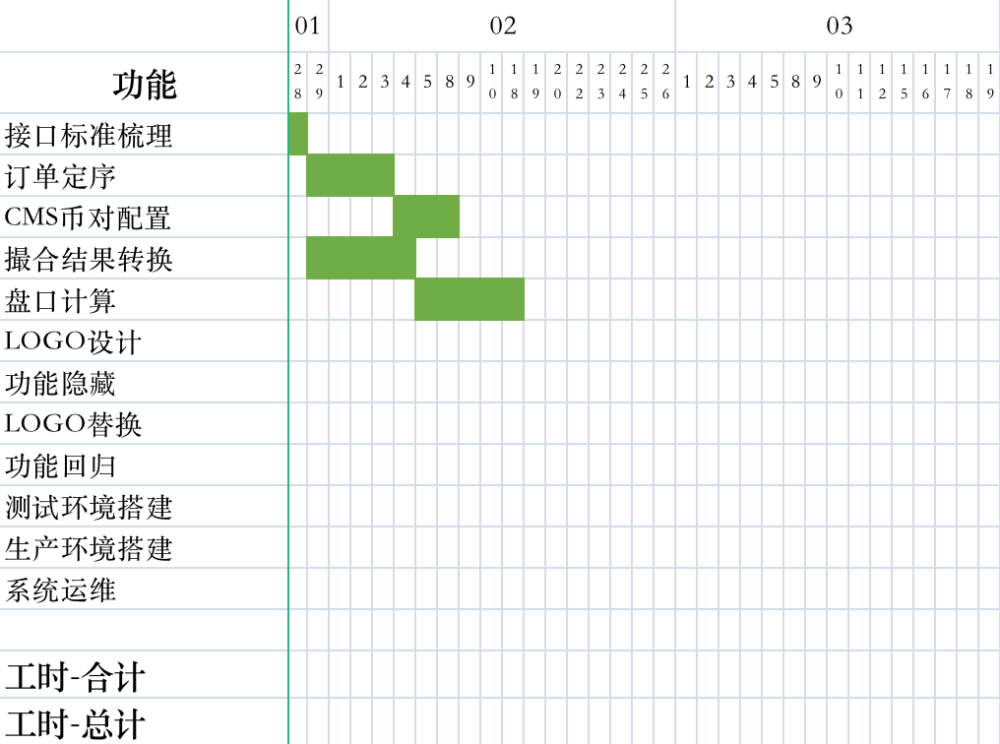 01 02 03
功能 28 29 1 2 3 4 5 8 9 10 18 19 20 22 23 24 25 26 1 2 3 4 5 8 9 10 11 12 15 16 17 18 19
接口标准梳理
订单定序
CMS币对配置
撮合结果转换
盘口计算
LOGO设计
功能隐藏
LOGO替换
功能回归
测试环境搭建
生产环境搭建
系统运维
工时-合计
工时-总计